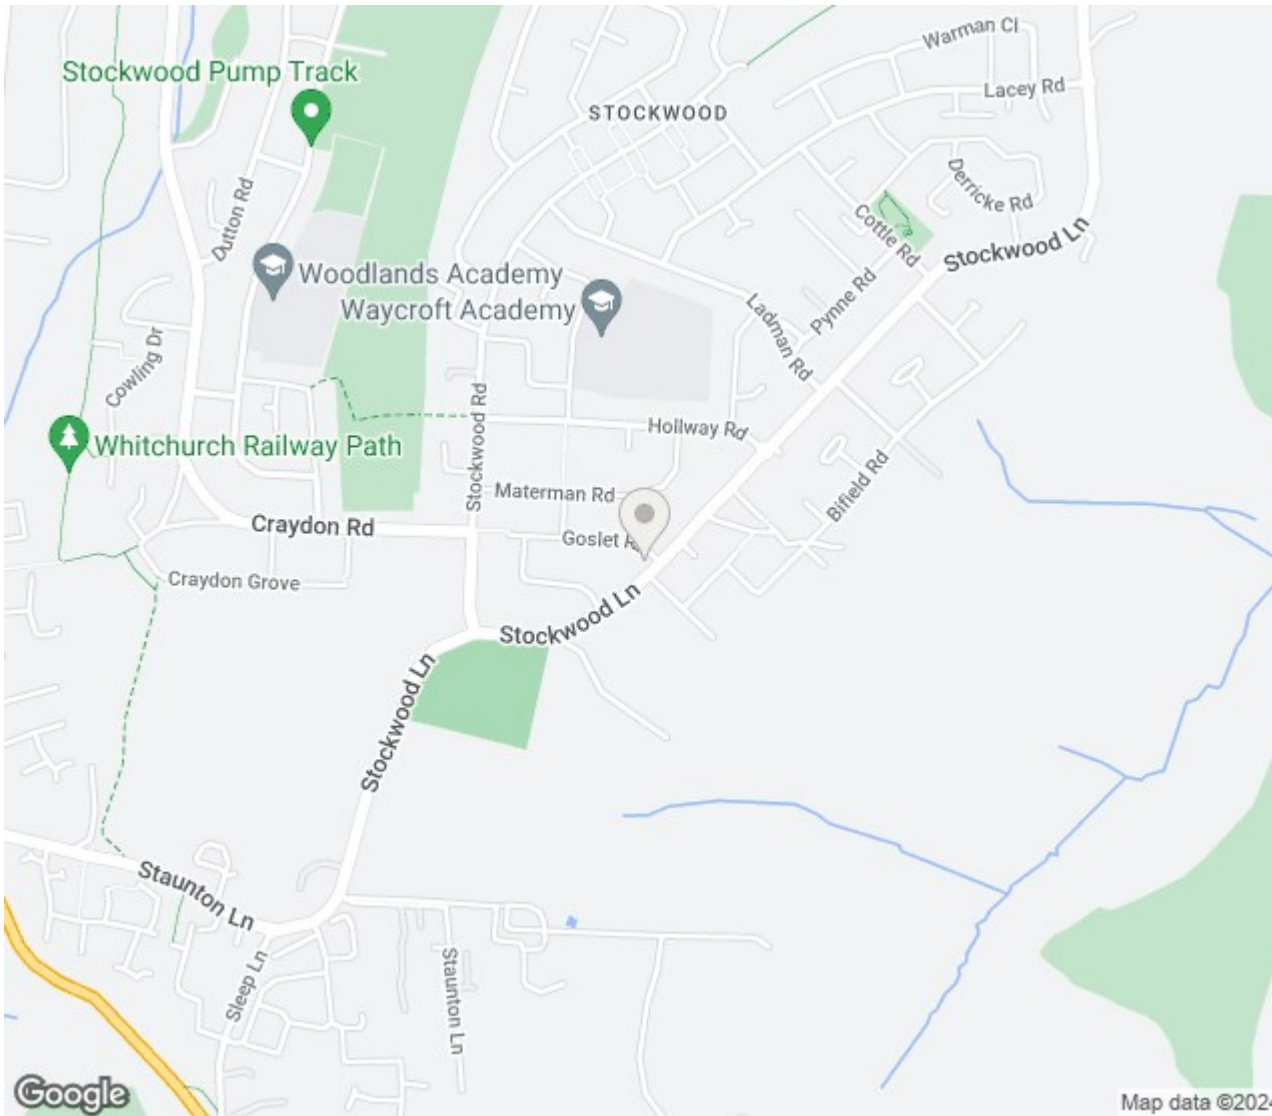 Warman Cl
Stockwood Pump Track
Lacey Rd
STOCKWOOD
Derricke Rd
Dutton Rd
Cottle Rd
Stockwood Ln
Woodlands Academy
Waycroft Academy
Pynne Rd
Ladman Rd
Cowling Dr
Stockwood Rd
Hollway Rd
Whitchurch Railway Path
Bifield Rd
Materman Rd
Craydon Rd
Goslet
Craydon Grove
Stockwood Ln
Stockwood Ln
Staunton Ln
Sleep Ln
Staunton Ln
Google
Map data ©2024